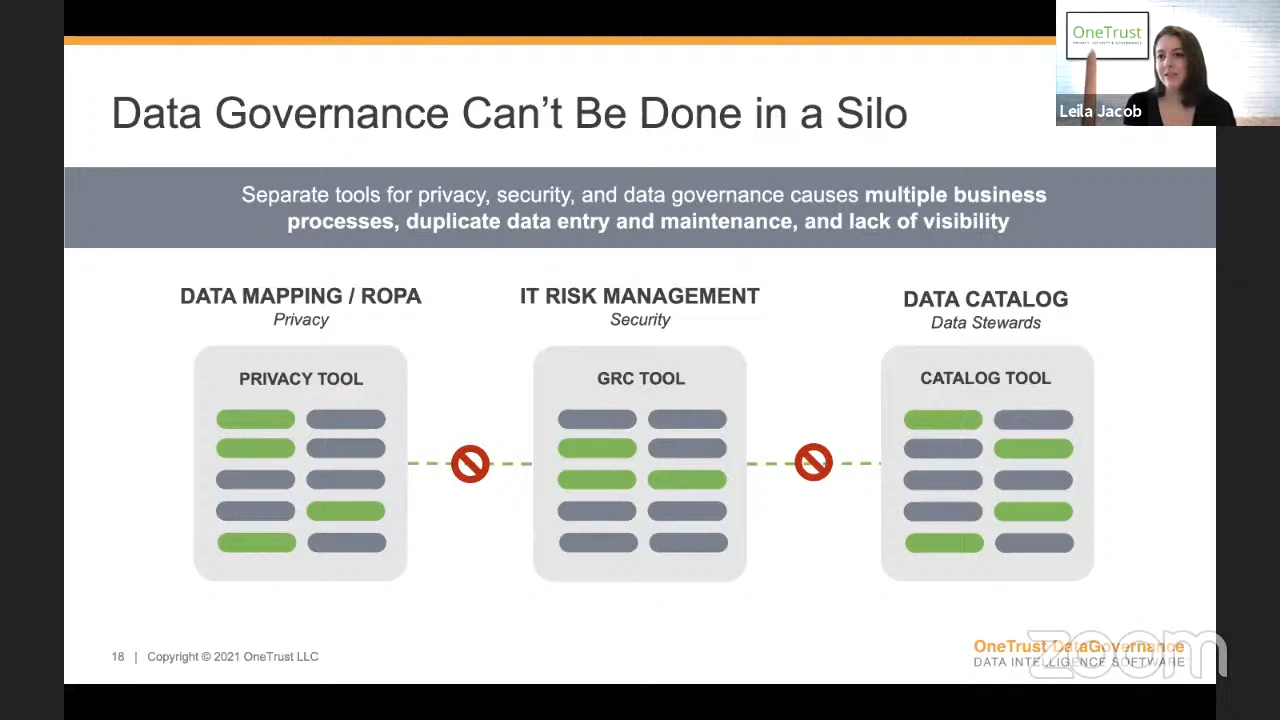 OneTrust
PRIVACY, SECURITY & GOVERNANCE
Leila Jacob
Data Governance Can’t Be Done in a Silo
Separate tools for privacy, security, and data governance causes multiple business
processes, duplicate data entry and maintenance, and lack of visibility
DATA MAPPING / ROPA
Privacy
PRIVACY TOOL
IT RISK MANAGEMENT
Security
GRC TOOL
DATA CATALOG
Data Stewards
CATALOG TOOL
18 | Copyright © 2021 OneTrust LLC
OneTrust DataGovernance
DATA INTELLIGENCE SOFTWARE
zoom